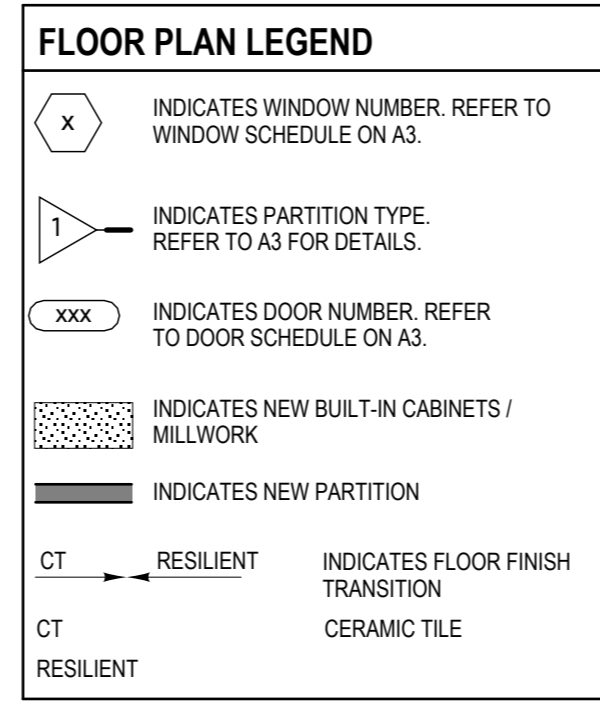 FLOOR PLAN LEGEND
X
INDICATES WINDOW NUMBER. REFER TO
WINDOW SCHEDULE ON A3.
1
INDICATES PARTITION TYPE.
REFER TO A3 FOR DETAILS.
XXX
INDICATES DOOR NUMBER. REFER
TO DOOR SCHEDULE ON A3.
INDICATES NEW BUILT-IN CABINETS /
MILLWORK
INDICATES NEW PARTITION
CT RESILIENT INDICATES FLOOR FINISH
TRANSITION
CT CERAMIC TILE
RESILIENT